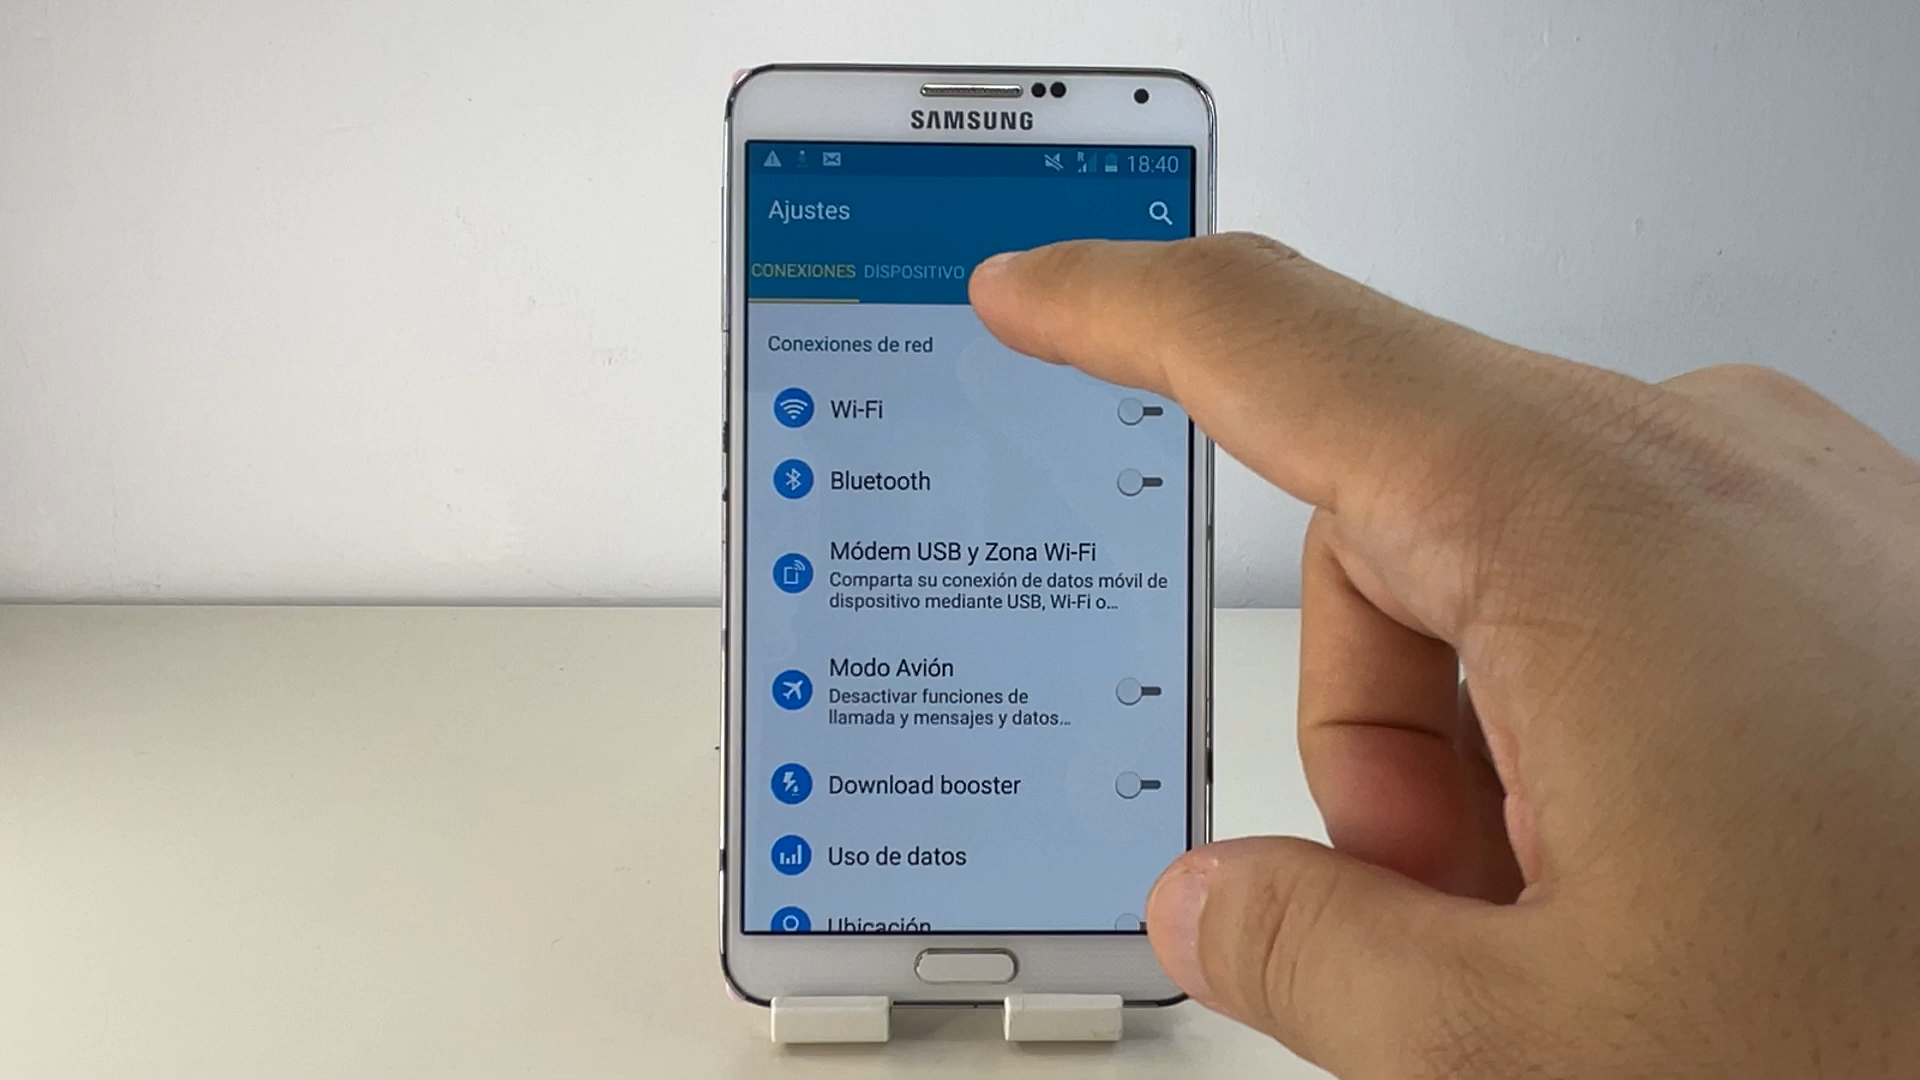 SAMSUNG
R 18:40
Ajustes
CONEXIONES DISPOSITIVO
Conexiones de red
Wi-Fi
Bluetooth
Módem USB y Zona Wi-Fi
Comparta su conexión de datos móvil de
dispositivo mediante USB, Wi-Fi o...
Modo Avión
Desactivar funciones de
llamada y mensajes y datos...
Download booster
Uso de datos
Ubicación